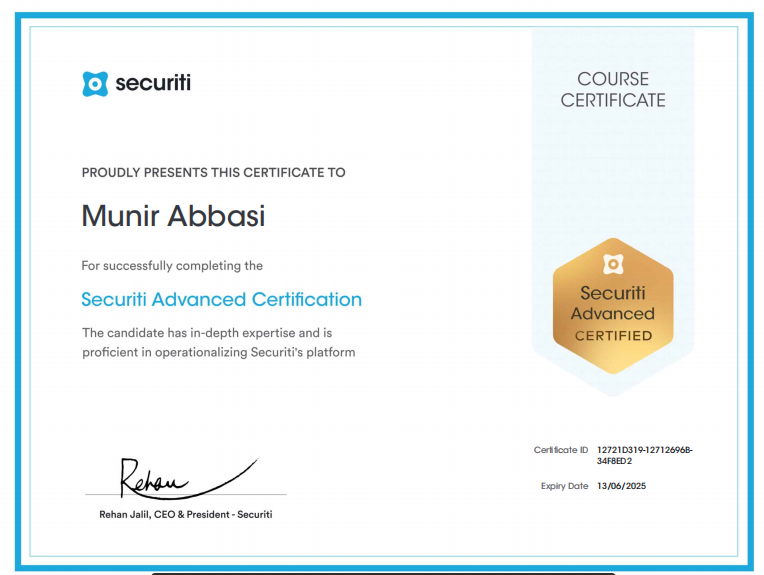 securiti
COURSE
CERTIFICATE
PROUDLY PRESENTS THIS CERTIFICATE TO
Munir Abbasi
For successfully completing the
Securiti Advanced Certification
The candidate has in-depth expertise and is
proficient in operationalizing Securiti's platform
Securiti
Advanced
CERTIFIED
Rehan
Rehan Jalil, CEO & President - Securiti
Certificate ID 12721D319-12712696B-
34F8ED2
Expiry Date 13/06/2025